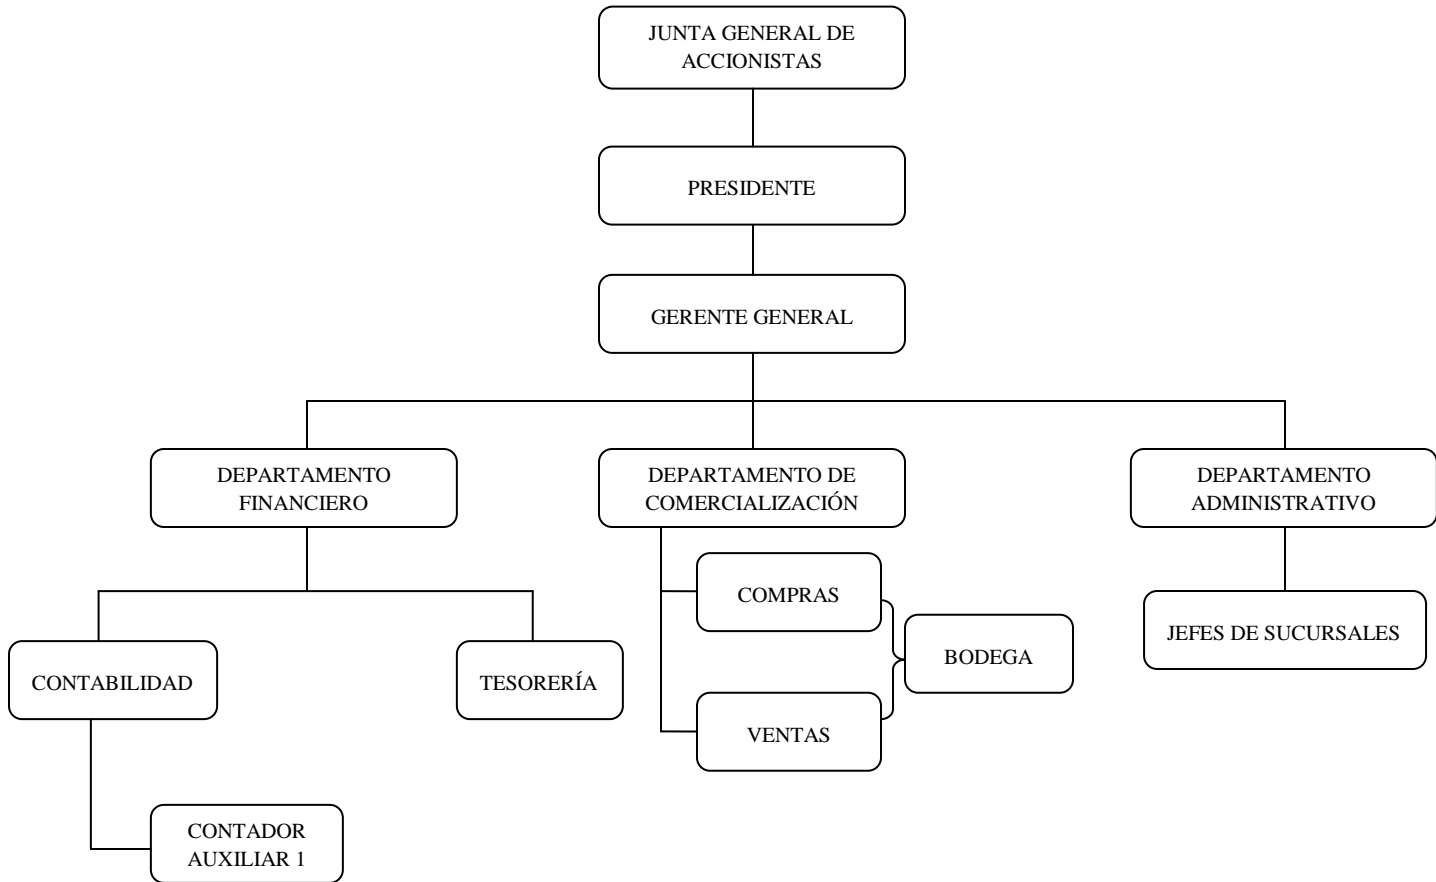 JUNTA GENERAL DE
ACCIONISTAS
PRESIDENTE
GERENTE GENERAL
DEPARTAMENTO
FINANCIERO
DEPARTAMENTO DE
COMERCIALIZACIÓN
DEPARTAMENTO
ADMINISTRATIVO
COMPRAS
JEFES DE SUCURSALES
BODEGA
CONTABILIDAD
TESORERÍA
VENTAS
CONTADOR
AUXILIAR 1